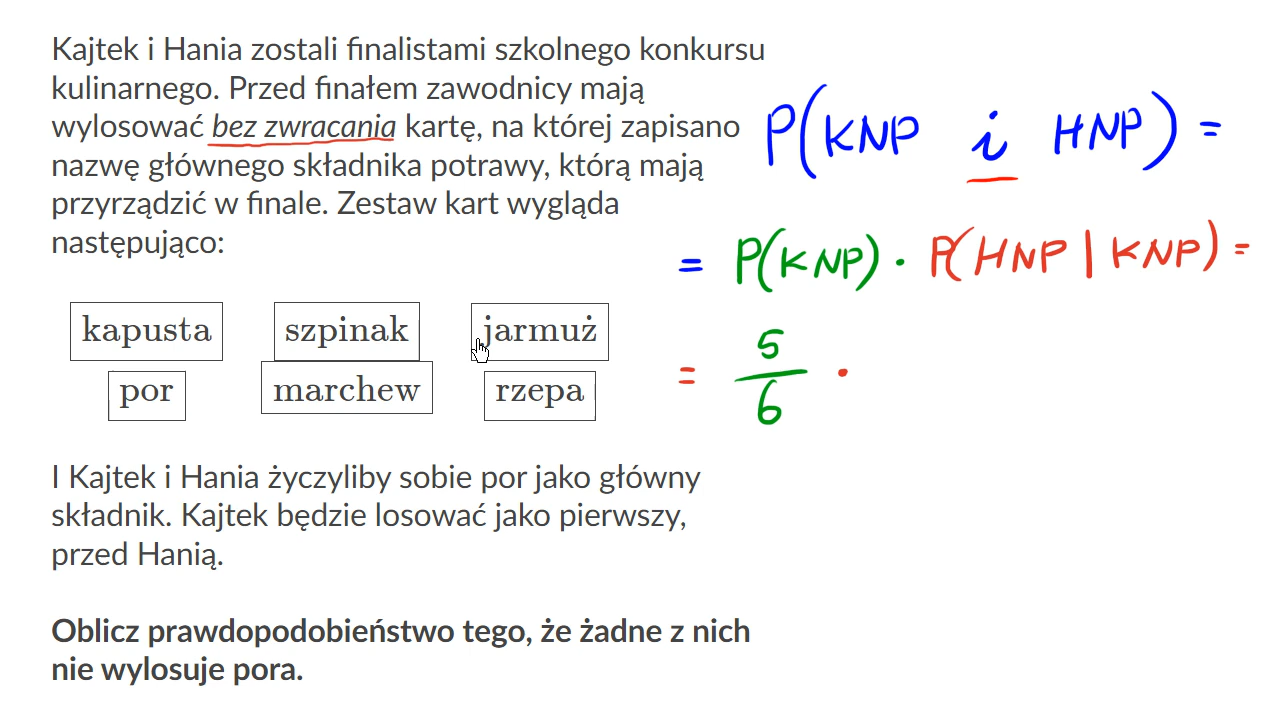 Kajtek i Hania zostali finalistami szkolnego konkursu
kulinarnego. Przed finałem zawodnicy mają
wylosować bez zwracania kartę, na której zapisano
nazwę głównego składnika potrawy, którą mają
przyrządzić w finale. Zestaw kart wygląda
następująco:
kapusta szpinak jarmuż
por marchew rzepa
I Kajtek i Hania życzyliby sobie por jako główny
składnik. Kajtek będzie losować jako pierwszy,
przed Hanią.
Oblicz prawdopodobieństwo tego, że żadne z nich
nie wylosuje pora.
P(KNP i HNP) =
= P(KNP) · P(HNP | KNP) =
= 5/6 ·